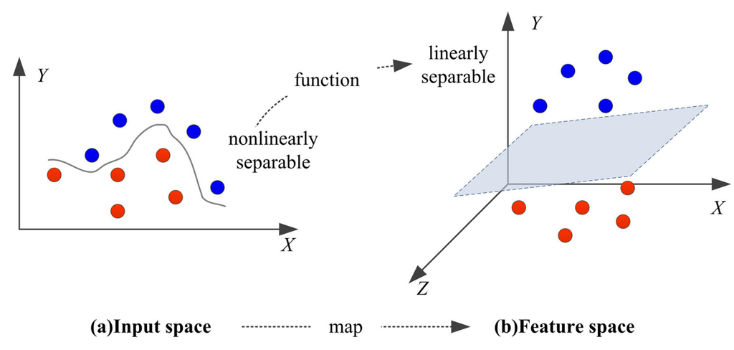 Y
X
nonlinearly
separable
function
linearly
separable
Y
X
Z
(a)Input space
map
(b)Feature space